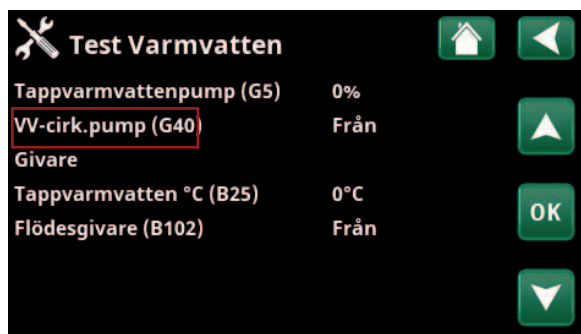 Test Varmvatten
Tappvarmvattenpump (G5) 0%
VV-cirk.pump (G40) Från
Givare
Tappvarmvatten °C (B25) 0°C
Flödesgivare (B102) Från
OK